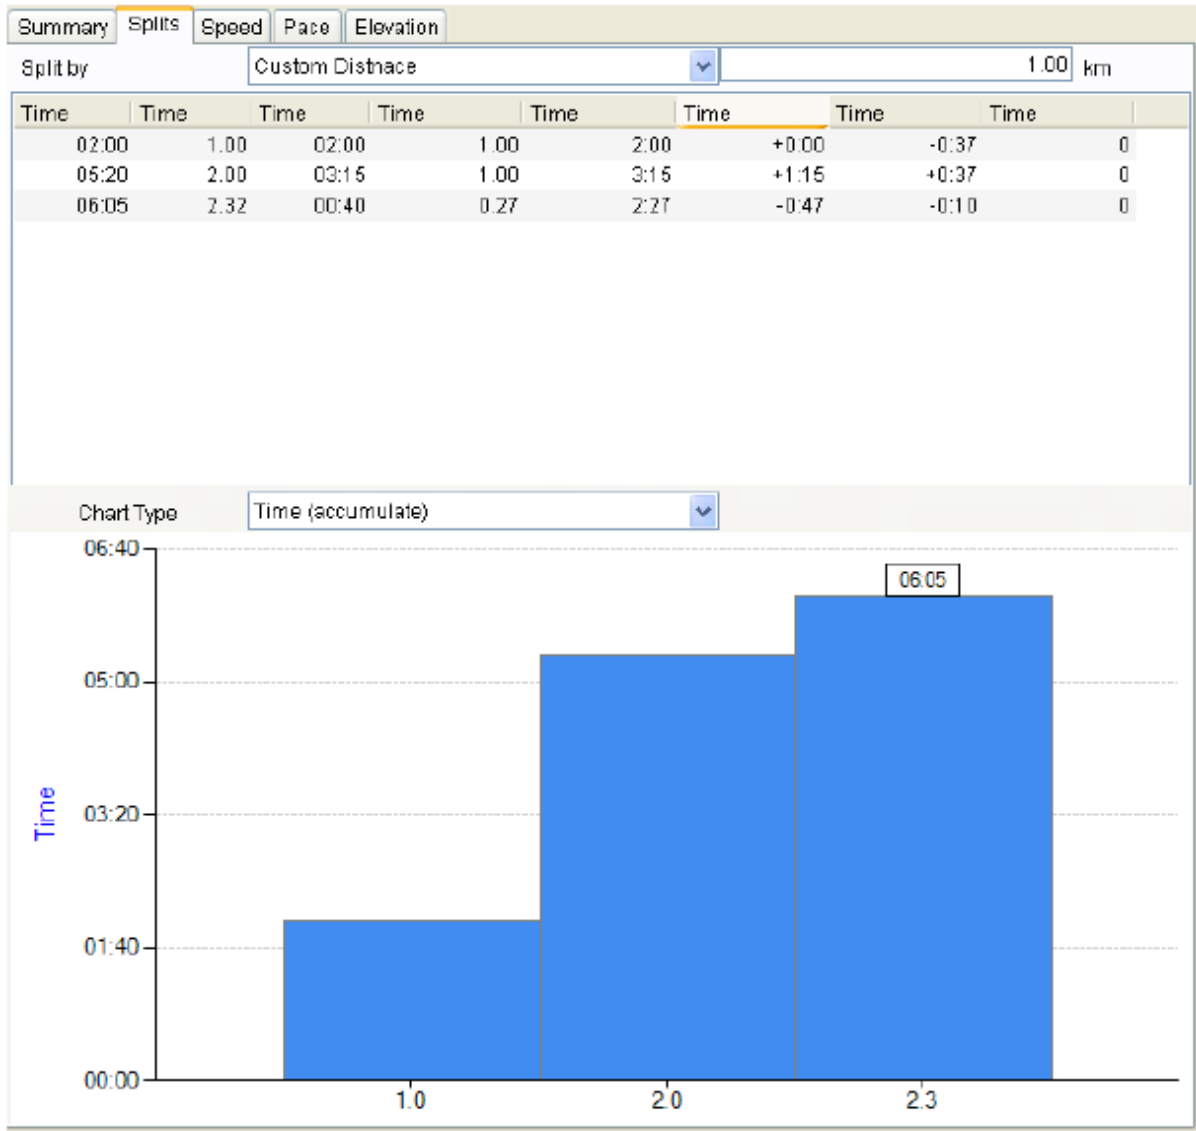 Summary Splits Speed Pace Elevation
Split by Custom Distnace 1.00 km
Time Time Time Time Time Time Time Time
02:00 1.00 02:00 1.00 2:00 +0:00 -0:37 0
05:20 2.00 03:15 1.00 3:15 +1:15 +0:37 0
06:05 2.32 00:40 0.27 2:27 -0:47 -0:10 0
Chart Type Time (accumulate)
06:40
06:05
05:00
Time
03:20
01:40
00:00
1.0 2.0 2.3